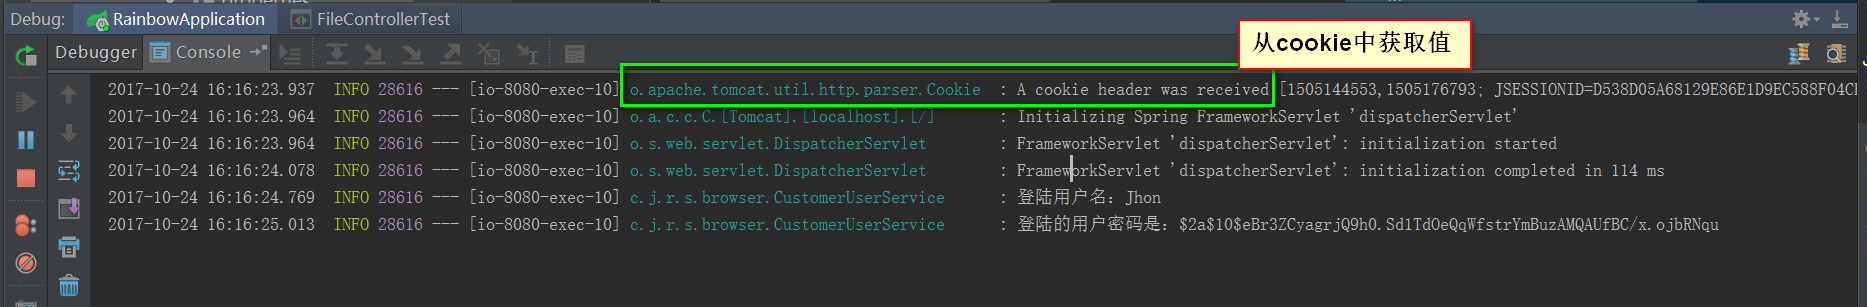 Debug: RainbowApplication FileControllerTest
从cookie中获取值
Debugger Console
2017-10-24 16:16:23.937 INFO 28616 --- [io-8080-exec-10] o.apache.tomcat.util.http.parser.Cookie : A cookie header was received [1505144553,1505176793; JSESSIONID=D538D05A68129E86E1D9EC588F04C
2017-10-24 16:16:23.964 INFO 28616 --- [io-8080-exec-10] o.a.c.c.C.[Tomcat].[localhost].[/] : Initializing Spring FrameworkServlet 'dispatcherServlet'
2017-10-24 16:16:23.964 INFO 28616 --- [io-8080-exec-10] o.s.web.servlet.DispatcherServlet : FrameworkServlet 'dispatcherServlet': initialization started
2017-10-24 16:16:24.078 INFO 28616 --- [io-8080-exec-10] o.s.web.servlet.DispatcherServlet : FrameworkServlet 'dispatcherServlet': initialization completed in 114 ms
2017-10-24 16:16:24.769 INFO 28616 --- [io-8080-exec-10] c.j.r.s.browser.CustomerUserService : 登陆用户名：Jhon
2017-10-24 16:16:25.013 INFO 28616 --- [io-8080-exec-10] c.j.r.s.browser.CustomerUserService : 登陆的用户密码是：$2a$10$eBr3ZCyagrjQ9h0.Sd1TdOeQqWfstrYmBuzAMQAUfBC/x.ojbRNqu